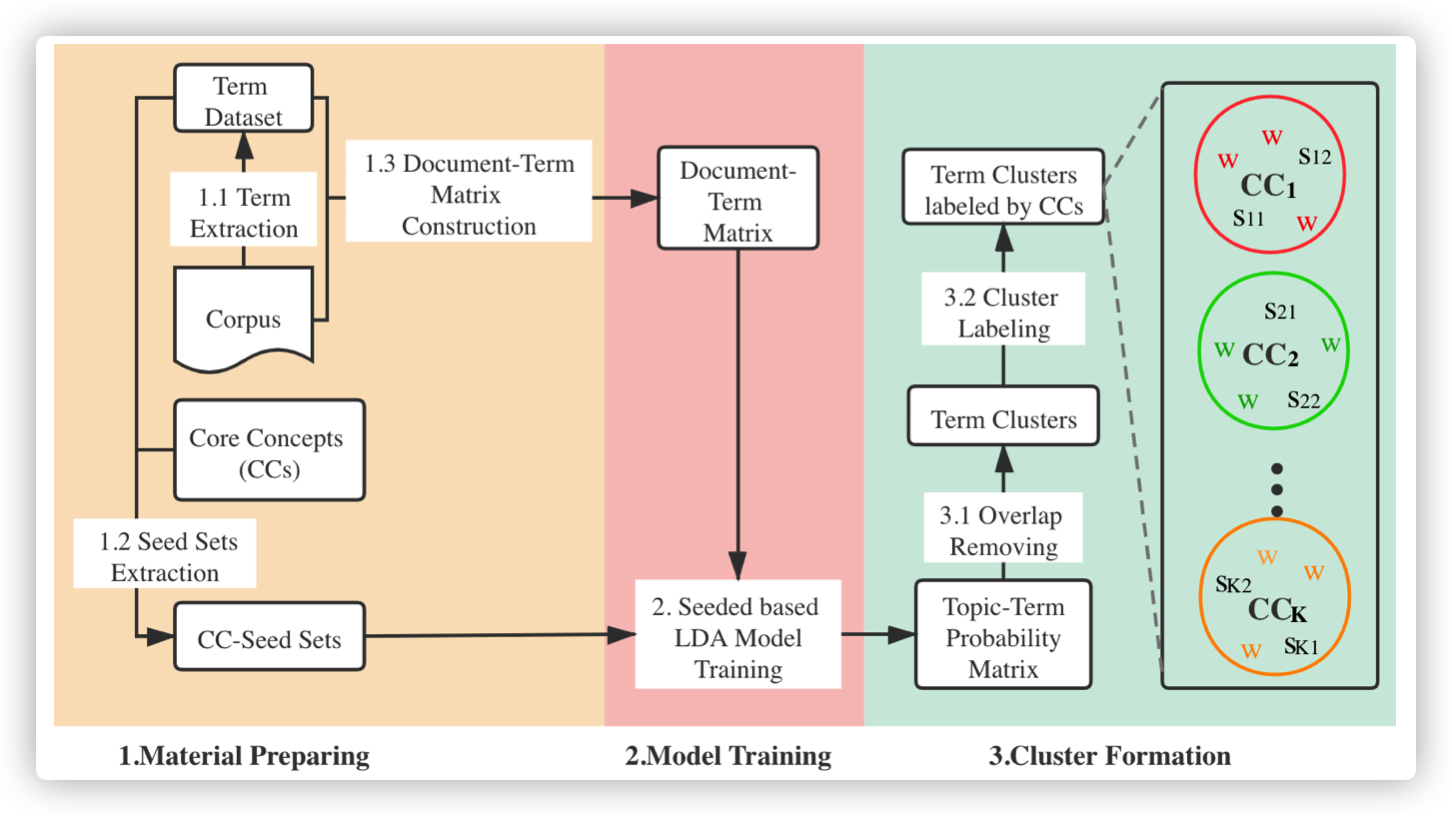 Term
Dataset
1.1 Term
Extraction
Corpus
1.3 Document-Term
Matrix
Construction
Core Concepts
(CCs)
1.2 Seed Sets
Extraction
CC-Seed Sets
Document-
Term
Matrix
2. Seeded based
LDA Model
Training
Term Clusters
labeled by CCs
3.2 Cluster
Labeling
Term Clusters
3.1 Overlap
Removing
Topic-Term
Probability
Matrix
w
w S12
CC1
S11 w
S21
w CC2 w
w S22
w
w
SK2
CCK
w SK1
1.Material Preparing
2.Model Training
3.Cluster Formation